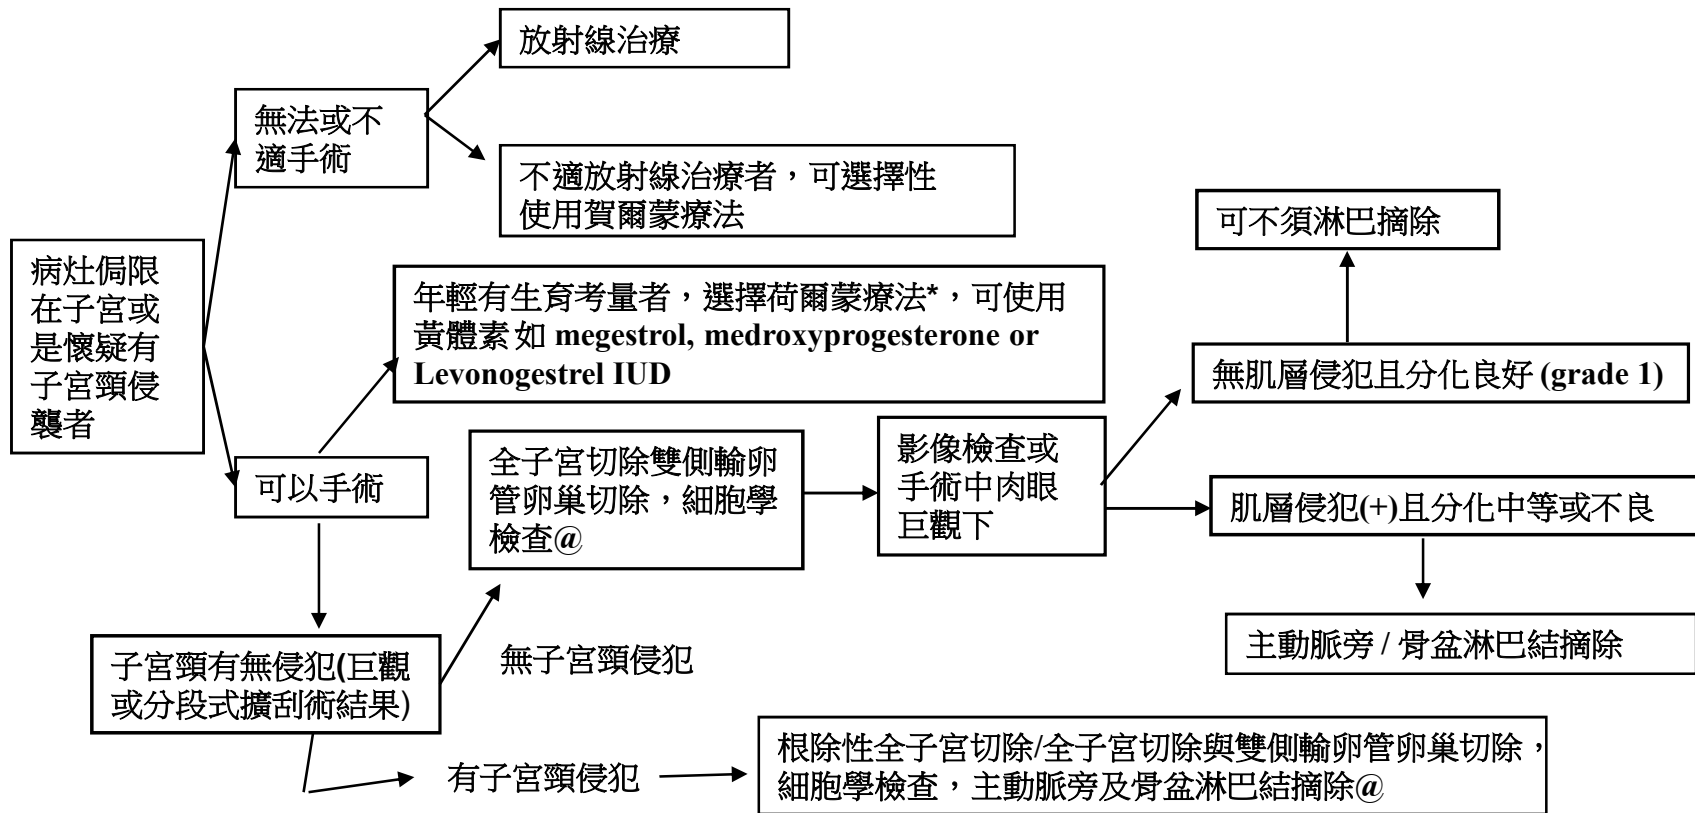 放射線治療
無法或不
適手術
不適放射線治療者，可選擇性
使用賀爾蒙療法
可不須淋巴摘除
病灶侷限
在子宮或
是懷疑有
子宮頸侵
襲者
年輕有生育考量者，選擇荷爾蒙療法*，可使用
黃體素如 megestrol, medroxyprogesterone or
Levonogestrel IUD
無肌層侵犯且分化良好 (grade 1)
可以手術
全子宮切除雙側輸卵
管卵巢切除，細胞學
檢查@
影像檢查或
手術中肉眼
巨觀下
肌層侵犯(+)且分化中等或不良
子宮頸有無侵犯(巨觀
或分段式擴刮術結果)
無子宮頸侵犯
主動脈旁 / 骨盆淋巴結摘除
有子宮頸侵犯
根除性全子宮切除/全子宮切除與雙側輸卵管卵巢切除，
細胞學檢查，主動脈旁及骨盆淋巴結摘除@